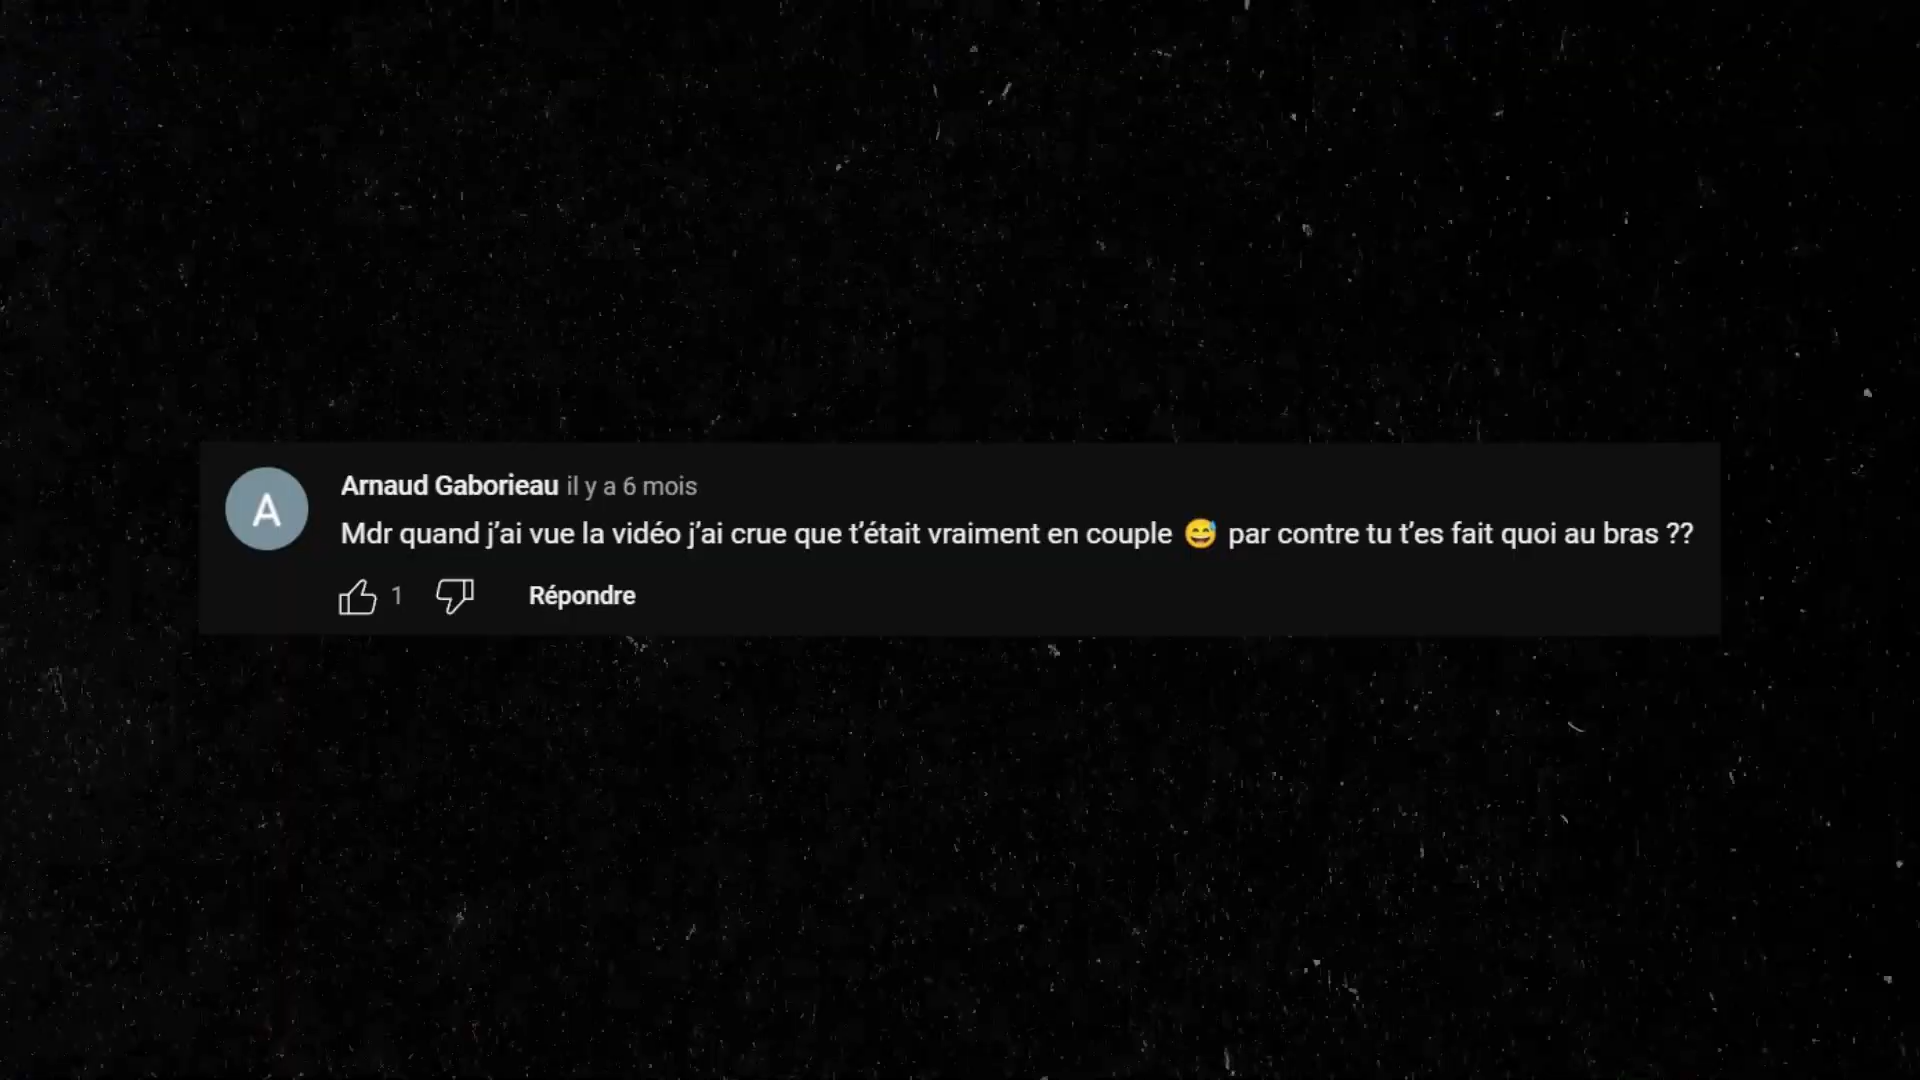 A
Arnaud Gaborieau il y a 6 mois
Mdr quand j’ai vue la vidéo j’ai crue que t’était vraiment en couple 😅 par contre tu t’es fait quoi au bras ??
1 Répondre